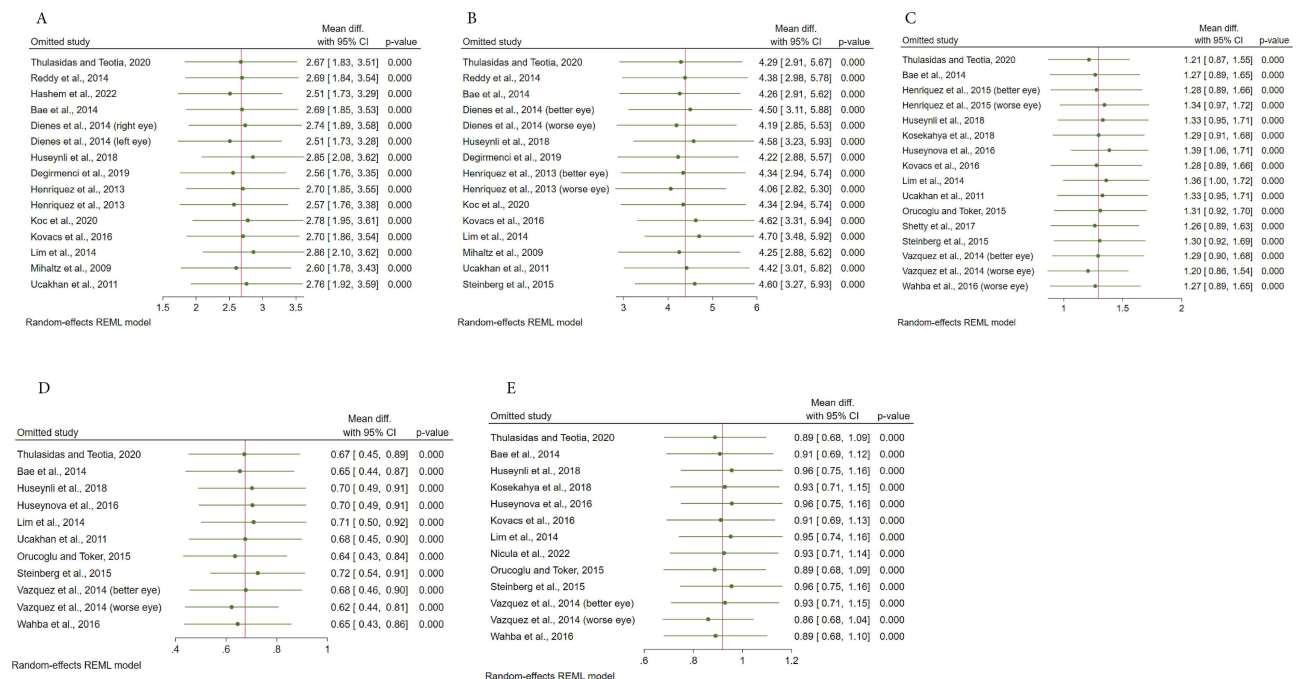 A
Mean diff.
Omitted study with 95% CI p-value
Thulasidas and Teotia, 2020 2.67 [ 1.83, 3.51] 0.000
Reddy et al., 2014 2.69 [ 1.84, 3.54] 0.000
Hashem et al., 2022 2.51 [ 1.73, 3.29] 0.000
Bae et al., 2014 2.69 [ 1.85, 3.53] 0.000
Dienes et al., 2014 (right eye) 2.74 [ 1.89, 3.58] 0.000
Dienes et al., 2014 (left eye) 2.51 [ 1.73, 3.28] 0.000
Huseynli et al., 2018 2.85 [ 2.08, 3.62] 0.000
Degirmenci et al., 2019 2.56 [ 1.76, 3.35] 0.000
Henriquez et al., 2013 2.70 [ 1.85, 3.55] 0.000
Henriquez et al., 2013 2.57 [ 1.76, 3.38] 0.000
Koc et al., 2020 2.78 [ 1.95, 3.61] 0.000
Kovacs et al., 2016 2.70 [ 1.86, 3.54] 0.000
Lim et al., 2014 2.86 [ 2.10, 3.62] 0.000
Mihaltz et al., 2009 2.60 [ 1.78, 3.43] 0.000
Ucakhan et al., 2011 2.76 [ 1.92, 3.59] 0.000
1.5 2.5 3.5
Random-effects REML model
B
Mean diff.
Omitted study with 95% CI p-value
Thulasidas and Teotia, 2020 4.29 [ 2.91, 5.67] 0.000
Reddy et al., 2014 4.38 [ 2.98, 5.78] 0.000
Bae et al., 2014 4.26 [ 2.91, 5.62] 0.000
Dienes et al., 2014 (better eye) 4.50 [ 3.11, 5.88] 0.000
Dienes et al., 2014 (worse eye) 4.19 [ 2.85, 5.53] 0.000
Huseynli et al., 2018 4.58 [ 3.23, 5.93] 0.000
Degirmenci et al., 2019 4.22 [ 2.88, 5.57] 0.000
Henriquez et al., 2013 (better eye) 4.34 [ 2.94, 5.74] 0.000
Henriquez et al., 2013 (worse eye) 4.06 [ 2.82, 5.30] 0.000
Koc et al., 2020 4.34 [ 2.94, 5.74] 0.000
Kovacs et al., 2016 4.62 [ 3.31, 5.94] 0.000
Lim et al., 2014 4.70 [ 3.48, 5.92] 0.000
Mihaltz et al., 2009 4.25 [ 2.88, 5.62] 0.000
Ucakhan et al., 2011 4.42 [ 3.01, 5.82] 0.000
Steinberg et al., 2015 4.60 [ 3.27, 5.93] 0.000
3 4 5 6
Random-effects REML model
C
Mean diff.
Omitted study with 95% CI p-value
Thulasidas and Teotia, 2020 1.21 [ 0.87, 1.55] 0.000
Bae et al., 2014 1.27 [ 0.89, 1.65] 0.000
Henriquez et al., 2015 (better eye) 1.28 [ 0.89, 1.66] 0.000
Henriquez et al., 2015 (worse eye) 1.34 [ 0.97, 1.72] 0.000
Huseynli et al., 2018 1.33 [ 0.95, 1.71] 0.000
Kosekahya et al., 2018 1.29 [ 0.91, 1.68] 0.000
Huseynova et al., 2016 1.39 [ 1.06, 1.71] 0.000
Kovacs et al., 2016 1.28 [ 0.89, 1.66] 0.000
Lim et al., 2014 1.36 [ 1.00, 1.72] 0.000
Ucakhan et al., 2011 1.33 [ 0.95, 1.71] 0.000
Orucoglu and Toker, 2015 1.31 [ 0.92, 1.70] 0.000
Shetty et al., 2017 1.26 [ 0.89, 1.63] 0.000
Steinberg et al., 2015 1.30 [ 0.92, 1.69] 0.000
Vazquez et al., 2014 (better eye) 1.29 [ 0.90, 1.68] 0.000
Vazquez et al., 2014 (worse eye) 1.20 [ 0.86, 1.54] 0.000
Wahba et al., 2016 (worse eye) 1.27 [ 0.89, 1.65] 0.000
1 1.5 2
Random-effects REML model
D
Mean diff.
Omitted study with 95% CI p-value
Thulasidas and Teotia, 2020 0.67 [ 0.45, 0.89] 0.000
Bae et al., 2014 0.65 [ 0.44, 0.87] 0.000
Huseynli et al., 2018 0.70 [ 0.49, 0.91] 0.000
Huseynova et al., 2016 0.70 [ 0.49, 0.91] 0.000
Lim et al., 2014 0.71 [ 0.50, 0.92] 0.000
Ucakhan et al., 2011 0.68 [ 0.45, 0.90] 0.000
Orucoglu and Toker, 2015 0.64 [ 0.43, 0.84] 0.000
Steinberg et al., 2015 0.72 [ 0.54, 0.91] 0.000
Vazquez et al., 2014 (better eye) 0.68 [ 0.46, 0.90] 0.000
Vazquez et al., 2014 (worse eye) 0.62 [ 0.44, 0.81] 0.000
Wahba et al., 2016 0.65 [ 0.43, 0.86] 0.000
.4 .6 .8 1
Random-effects REML model
E
Mean diff.
Omitted study with 95% CI p-value
Thulasidas and Teotia, 2020 0.89 [ 0.68, 1.09] 0.000
Bae et al., 2014 0.91 [ 0.69, 1.12] 0.000
Huseynli et al., 2018 0.96 [ 0.75, 1.16] 0.000
Kosekahya et al., 2018 0.93 [ 0.71, 1.15] 0.000
Huseynova et al., 2016 0.96 [ 0.75, 1.16] 0.000
Kovacs et al., 2016 0.91 [ 0.69, 1.13] 0.000
Lim et al., 2014 0.95 [ 0.74, 1.16] 0.000
Nicula et al., 2022 0.93 [ 0.71, 1.14] 0.000
Orucoglu and Toker, 2015 0.89 [ 0.68, 1.09] 0.000
Steinberg et al., 2015 0.96 [ 0.75, 1.16] 0.000
Vazquez et al., 2014 (better eye) 0.93 [ 0.71, 1.15] 0.000
Vazquez et al., 2014 (worse eye) 0.86 [ 0.68, 1.04] 0.000
Wahba et al., 2016 0.89 [ 0.68, 1.10] 0.000
.6 .8 1 1.2
Random-effects REML model